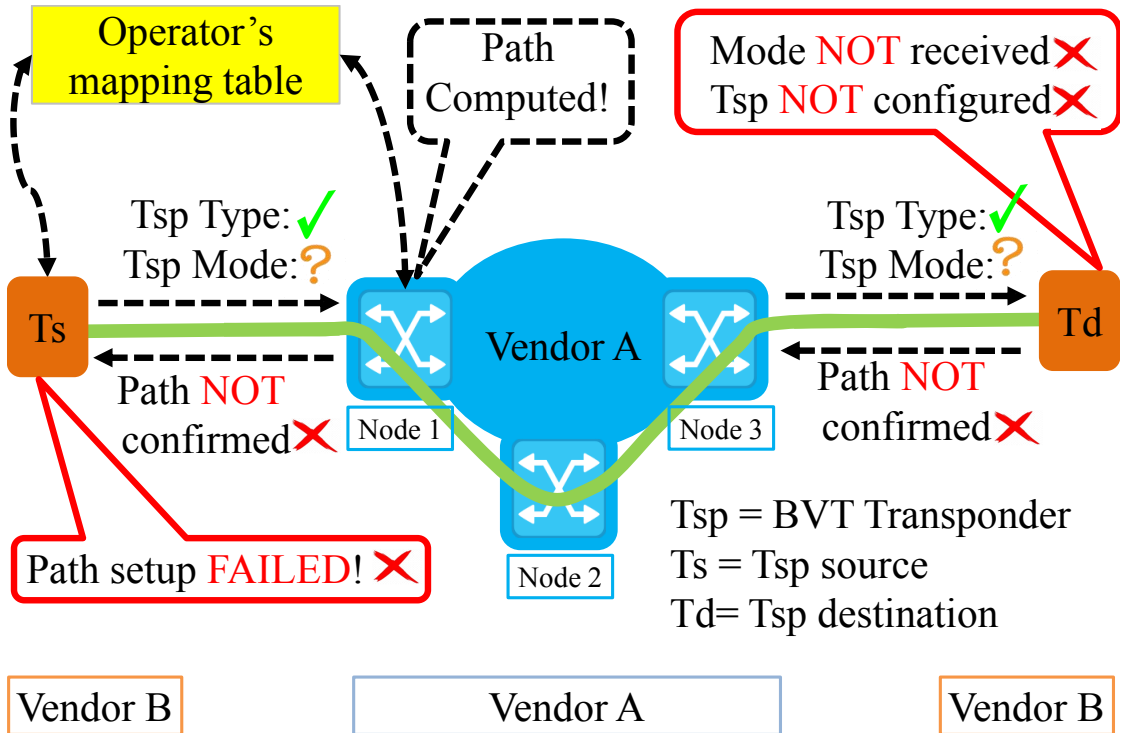 Operator’s
mapping table
Path
Computed!
Mode NOT received
Tsp NOT configured
Tsp Type:
Tsp Mode:?
Tsp Type:
Tsp Mode:?
Ts
Vendor A
Td
Path NOT
confirmed
Path NOT
confirmed
Node 1
Node 3
Node 2
Path setup FAILED!
Tsp = BVT Transponder
Ts = Tsp source
Td= Tsp destination
Vendor B
Vendor A
Vendor B